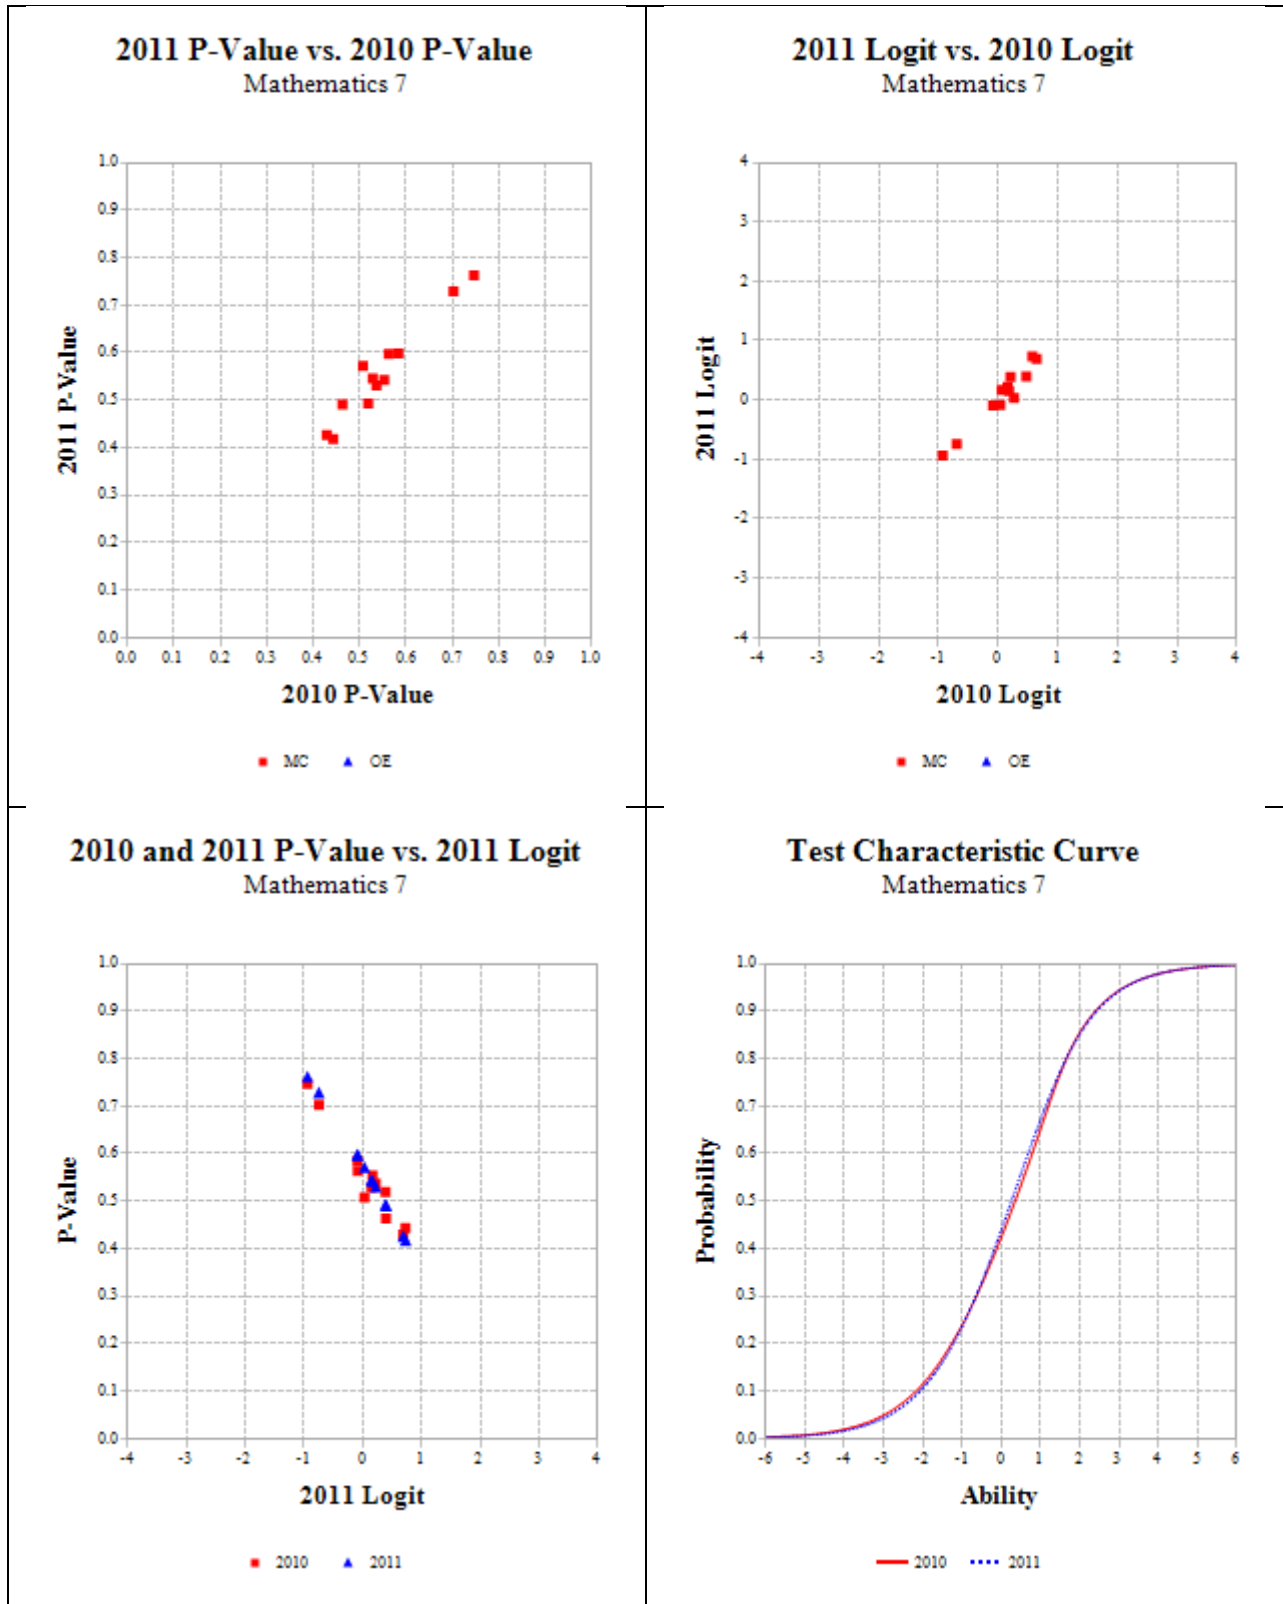 2011 P-Value vs. 2010 P-Value
Mathematics 7
1.0
0.9
0.8
0.7
0.6
0.5
0.4
0.3
0.2
0.1
0.0
2011 P-Value
0.0 0.1 0.2 0.3 0.4 0.5 0.6 0.7 0.8 0.9 1.0
2010 P-Value
MC OE
2011 Logit vs. 2010 Logit
Mathematics 7
4
3
2
1
0
-1
-2
-3
-4
2011 Logit
-4 -3 -2 -1 0 1 2 3 4
2010 Logit
MC OE
2010 and 2011 P-Value vs. 2011 Logit
Mathematics 7
1.0
0.9
0.8
0.7
0.6
0.5
0.4
0.3
0.2
0.1
0.0
P-Value
-4 -3 -2 -1 0 1 2 3 4
2011 Logit
2010 2011
Test Characteristic Curve
Mathematics 7
1.0
0.9
0.8
0.7
0.6
0.5
0.4
0.3
0.2
0.1
0.0
Probability
-6 -5 -4 -3 -2 -1 0 1 2 3 4 5 6
Ability
2010 2011